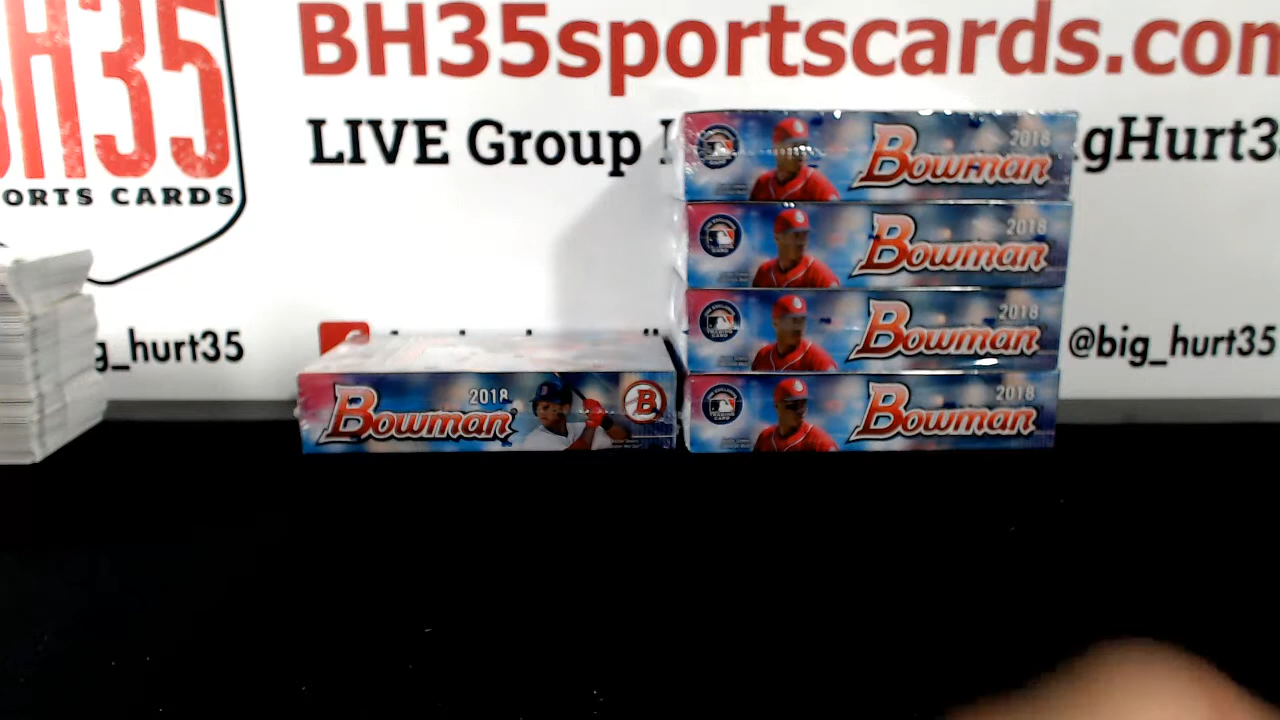 BH35sportscards.com
H35
ORTS CARDS
LIVE Group
gHurt3
g_hurt35
@big_hurt35
2018
Bowman
2018
Bowman
2018
Bowman
2018
Bowman
2018
Bowman
B